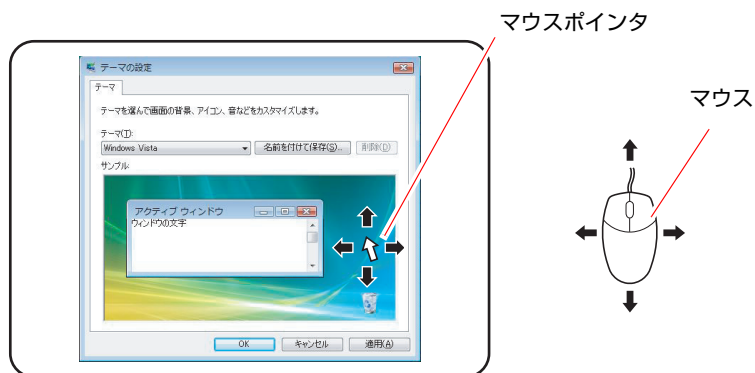 マウスポインタ
マウス
テーマの設定
テーマ
テーマを選んで画面の背景、アイコン、音などをカスタマイズします。
テーマ(T):
Windows Vista
名前を付けて保存(S)...
削除(D)
サンプル:
アクティブ ウィンドウ
ウィンドウの文字
OK
キャンセル
適用(A)